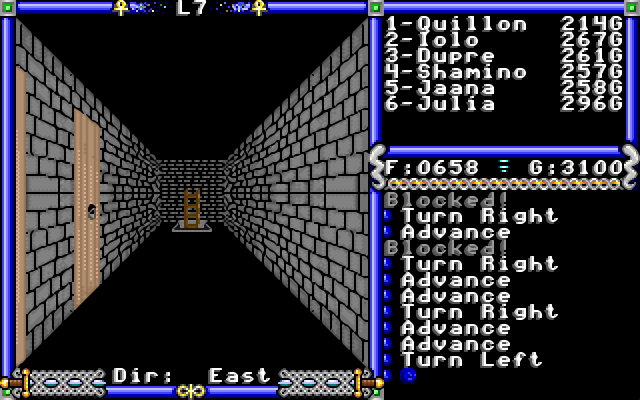 L7
1-Quillon 214G
2-Iolo 267G
3-Dupre 261G
4-Shamino 257G
5-Jaana 258G
6-Julia 296G
F:0658 G:3100
Blocked!
Turn Right
Advance
Blocked!
Turn Right
Advance
Advance
Turn Right
Advance
Advance
Turn Left
Dir: East